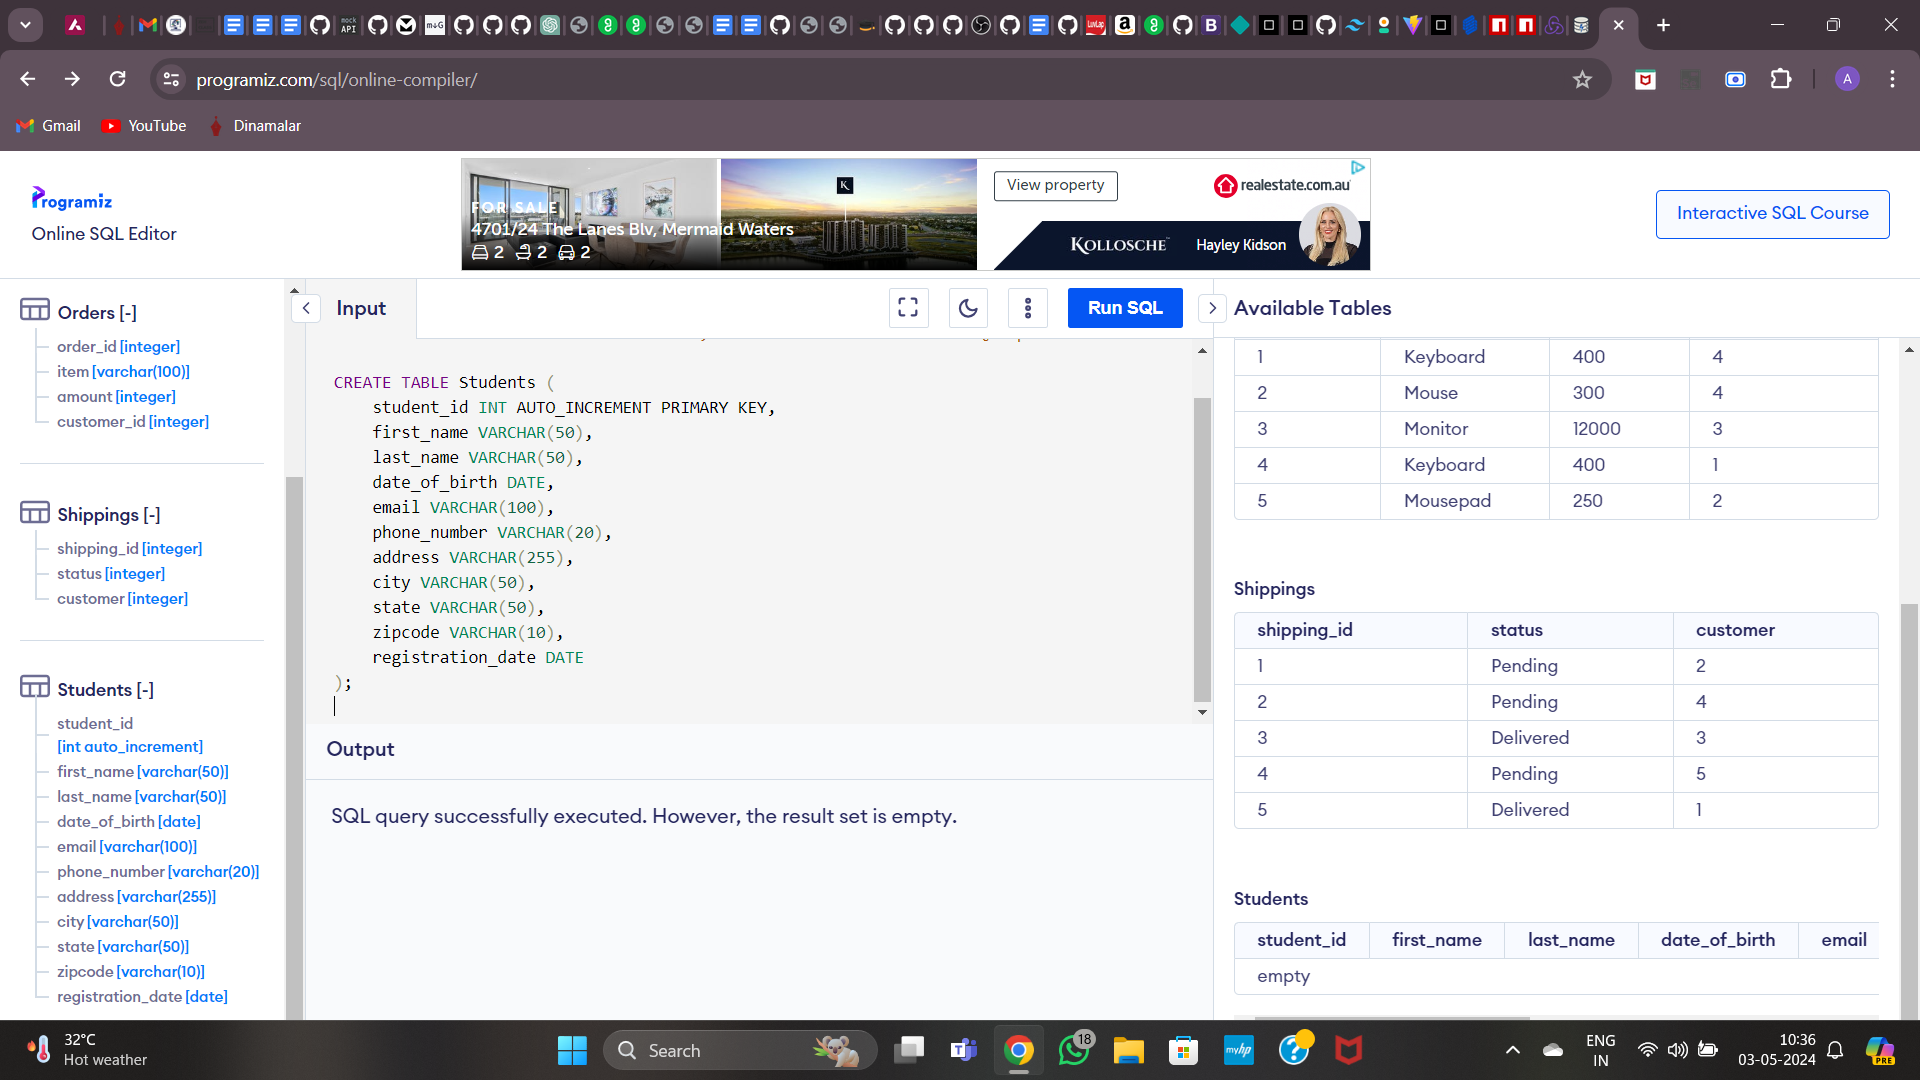 programiz.com/sql/online-compiler/
A
Gmail
YouTube
Dinamalar
Programiz
Online SQL Editor
FOR SALE
4701/24 The Lanes Blv, Mermaid Waters
2 2 2
K
View property
realestate.com.au
KOLLOSCHE
Hayley Kidson
Interactive SQL Course
Orders [-]
order_id [integer]
item [varchar(100)]
amount [integer]
customer_id [integer]
Shippings [-]
shipping_id [integer]
status [integer]
customer [integer]
Students [-]
student_id
[int auto_increment]
first_name [varchar(50)]
last_name [varchar(50)]
date_of_birth [date]
email [varchar(100)]
phone_number [varchar(20)]
address [varchar(255)]
city [varchar(50)]
state [varchar(50)]
zipcode [varchar(10)]
registration_date [date]
Input
Run SQL
CREATE TABLE Students (
student_id INT AUTO_INCREMENT PRIMARY KEY,
first_name VARCHAR(50),
last_name VARCHAR(50),
date_of_birth DATE,
email VARCHAR(100),
phone_number VARCHAR(20),
address VARCHAR(255),
city VARCHAR(50),
state VARCHAR(50),
zipcode VARCHAR(10),
registration_date DATE
);
Output
SQL query successfully executed. However, the result set is empty.
Available Tables
1 Keyboard 400 4
2 Mouse 300 4
3 Monitor 12000 3
4 Keyboard 400 1
5 Mousepad 250 2
Shippings
shipping_id status customer
1 Pending 2
2 Pending 4
3 Delivered 3
4 Pending 5
5 Delivered 1
Students
student_id first_name last_name date_of_birth email
empty
32°C
Hot weather
Search
18
myhp
ENG
IN
10:36
03-05-2024
PRE